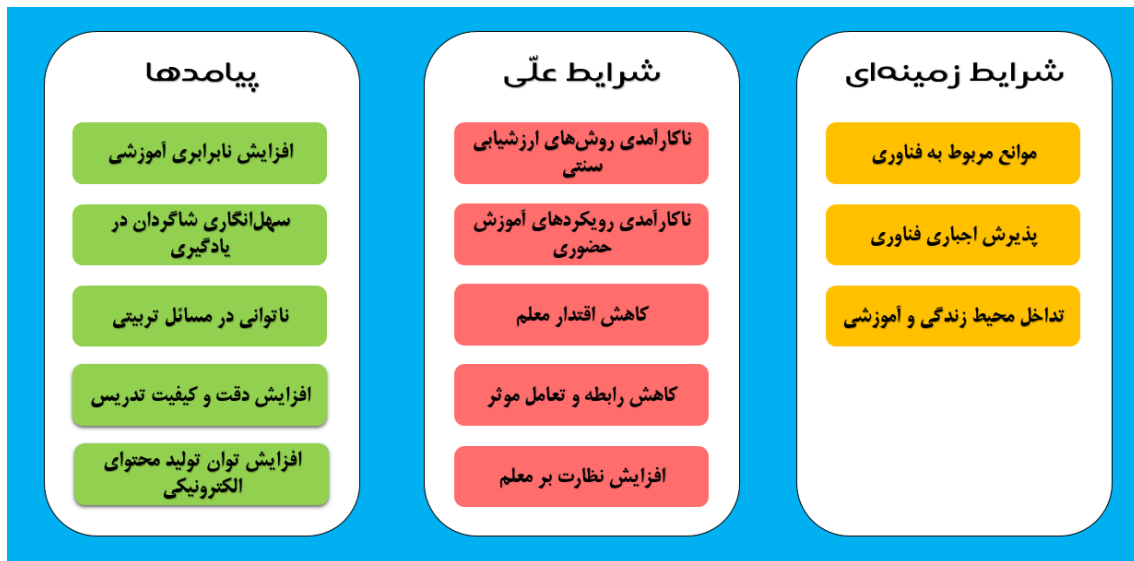 شرایط زمینه‌ای
موانع مربوط به فناوری
پذیرش اجباری فناوری
تداخل محیط زندگی و آموزشی
شرایط علّی
ناکارآمدی روش‌های ارزشیابی
سنتی
ناکارآمدی رویکردهای آموزش
حضوری
کاهش اقتدار معلم
کاهش رابطه و تعامل موثر
افزایش نظارت بر معلم
پیامدها
افزایش نابرابری آموزشی
سهل‌انگاری شاگردان در
یادگیری
ناتوانی در مسائل تربیتی
افزایش دقت و کیفیت تدریس
افزایش توان تولید محتوای
الکترونیکی